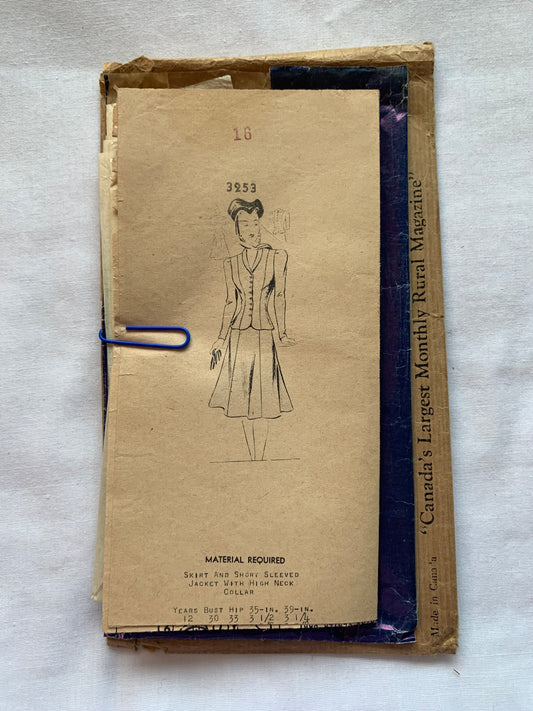 16
3253
MATERIAL REQUIRED
SKIRT AND SHORT SLEEVED
JACKET WITH HIGH NECK
COLLAR
YEARS BUST HIP 35-IN. 39-IN.
12 30 33 3 1/2 3 1/4
"Canada's Largest Monthly Rural Magazine"
Made in Canada